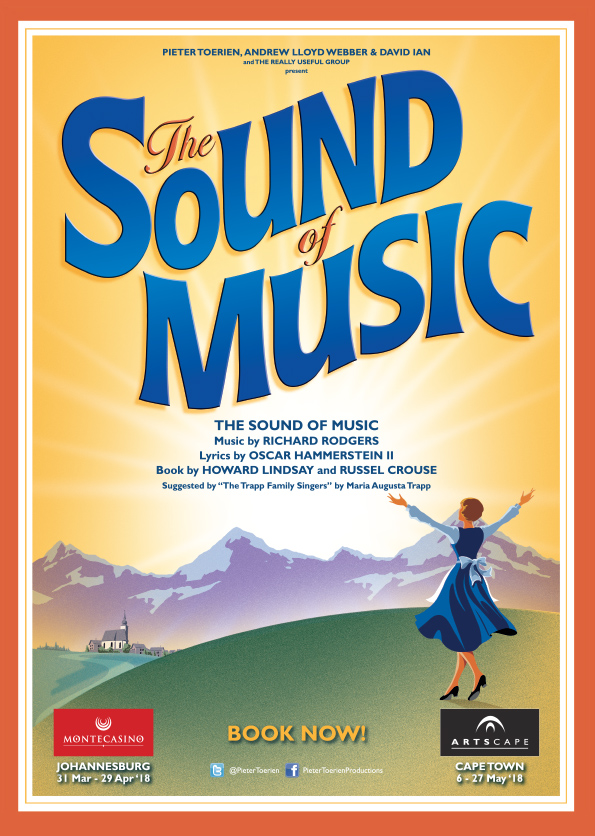 PIETER TOERIEN, ANDREW LLOYD WEBBER & DAVID IAN
and THE REALLY USEFUL GROUP
present
The
SOUND
of
MUSIC
THE SOUND OF MUSIC
Music by RICHARD RODGERS
Lyrics by OSCAR HAMMERSTEIN II
Book by HOWARD LINDSAY and RUSSEL CROUSE
Suggested by “The Trapp Family Singers” by Maria Augusta Trapp
MONTECASINO
JOHANNESBURG
31 Mar - 29 Apr ‘18
BOOK NOW!
@PieterToerien
PieterToerienProductions
ARTSCAPE
CAPE TOWN
6 - 27 May ‘18